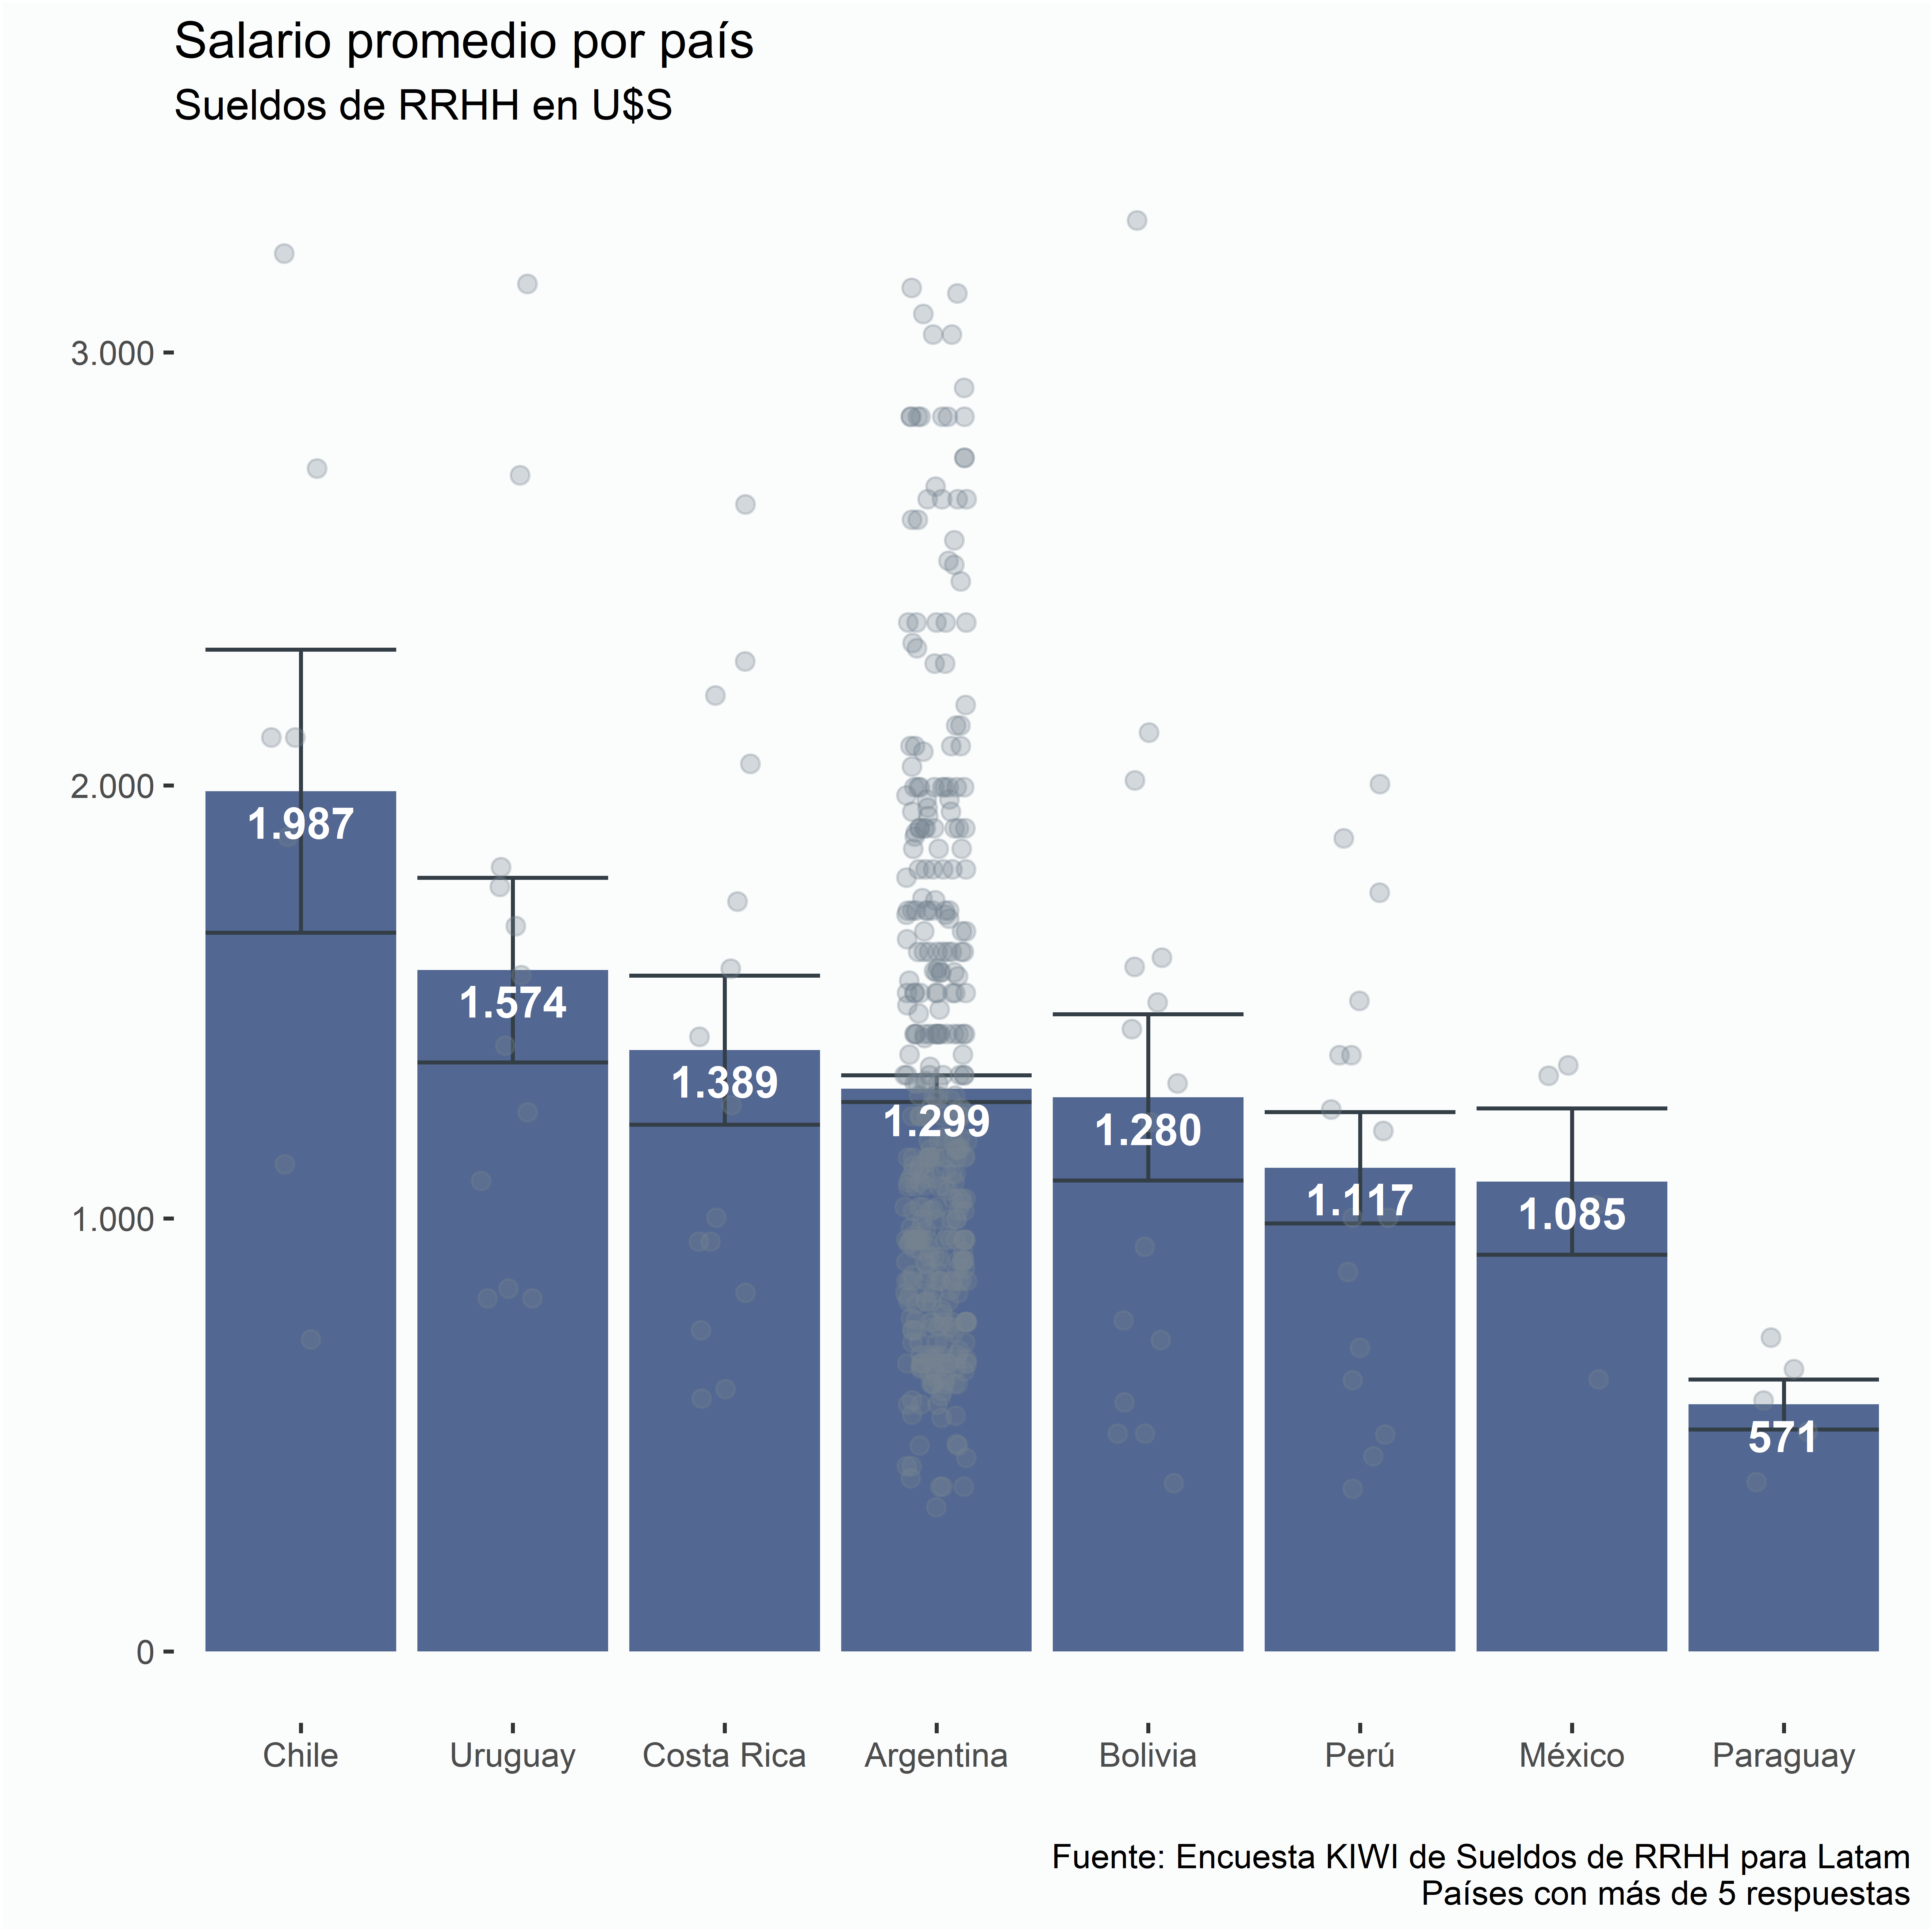 Salario promedio por país
Sueldos de RRHH en U$S
3.000
2.000
1.000
0
1.987
1.574
1.389
1.299
1.280
1.117
1.085
571
Chile
Uruguay
Costa Rica
Argentina
Bolivia
Perú
México
Paraguay
Fuente: Encuesta KIWI de Sueldos de RRHH para Latam
Países con más de 5 respuestas